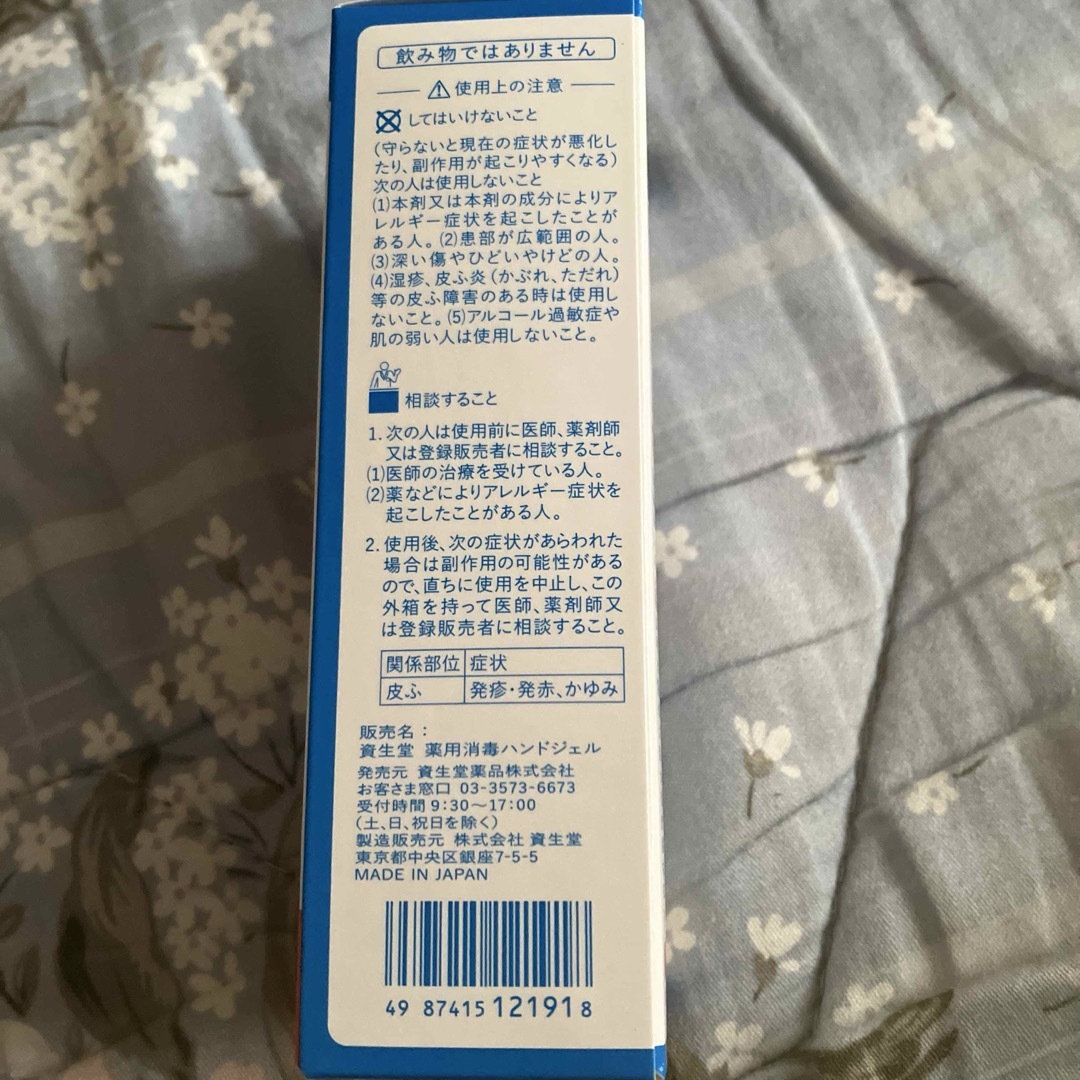 飲み物ではありません
⚠使用上の注意
してはいけないこと
(守らないと現在の症状が悪化し
たり、副作用が起こりやすくなる)
次の人は使用しないこと
(1)本剤又は本剤の成分によりア
レルギー症状を起こしたことが
ある人。(2)患部が広範囲の人。
(3)深い傷やひどいやけどの人。
(4)湿疹、皮ふ炎(かぶれ、ただれ)
等の皮ふ障害のある時は使用し
ないこと。(5)アルコール過敏症や
肌の弱い人は使用しないこと。
相談すること
1. 次の人は使用前に医師、薬剤師
又は登録販売者に相談すること。
(1)医師の治療を受けている人。
(2)薬などによりアレルギー症状を
起こしたことがある人。
2. 使用後、次の症状があらわれた
場合は副作用の可能性がある
ので、直ちに使用を中止し、この
外箱を持って医師、薬剤師又
は登録販売者に相談すること。
関係部位 症状
皮ふ 発疹・発赤、かゆみ
販売名：
資生堂 薬用消毒ハンドジェル
発売元 資生堂薬品株式会社
お客さま窓口 03-3573-6673
受付時間 9:30〜17:00
(土、日、祝日を除く)
製造販売元 株式会社 資生堂
東京都中央区銀座7-5-5
MADE IN JAPAN
49 87415 12191 8